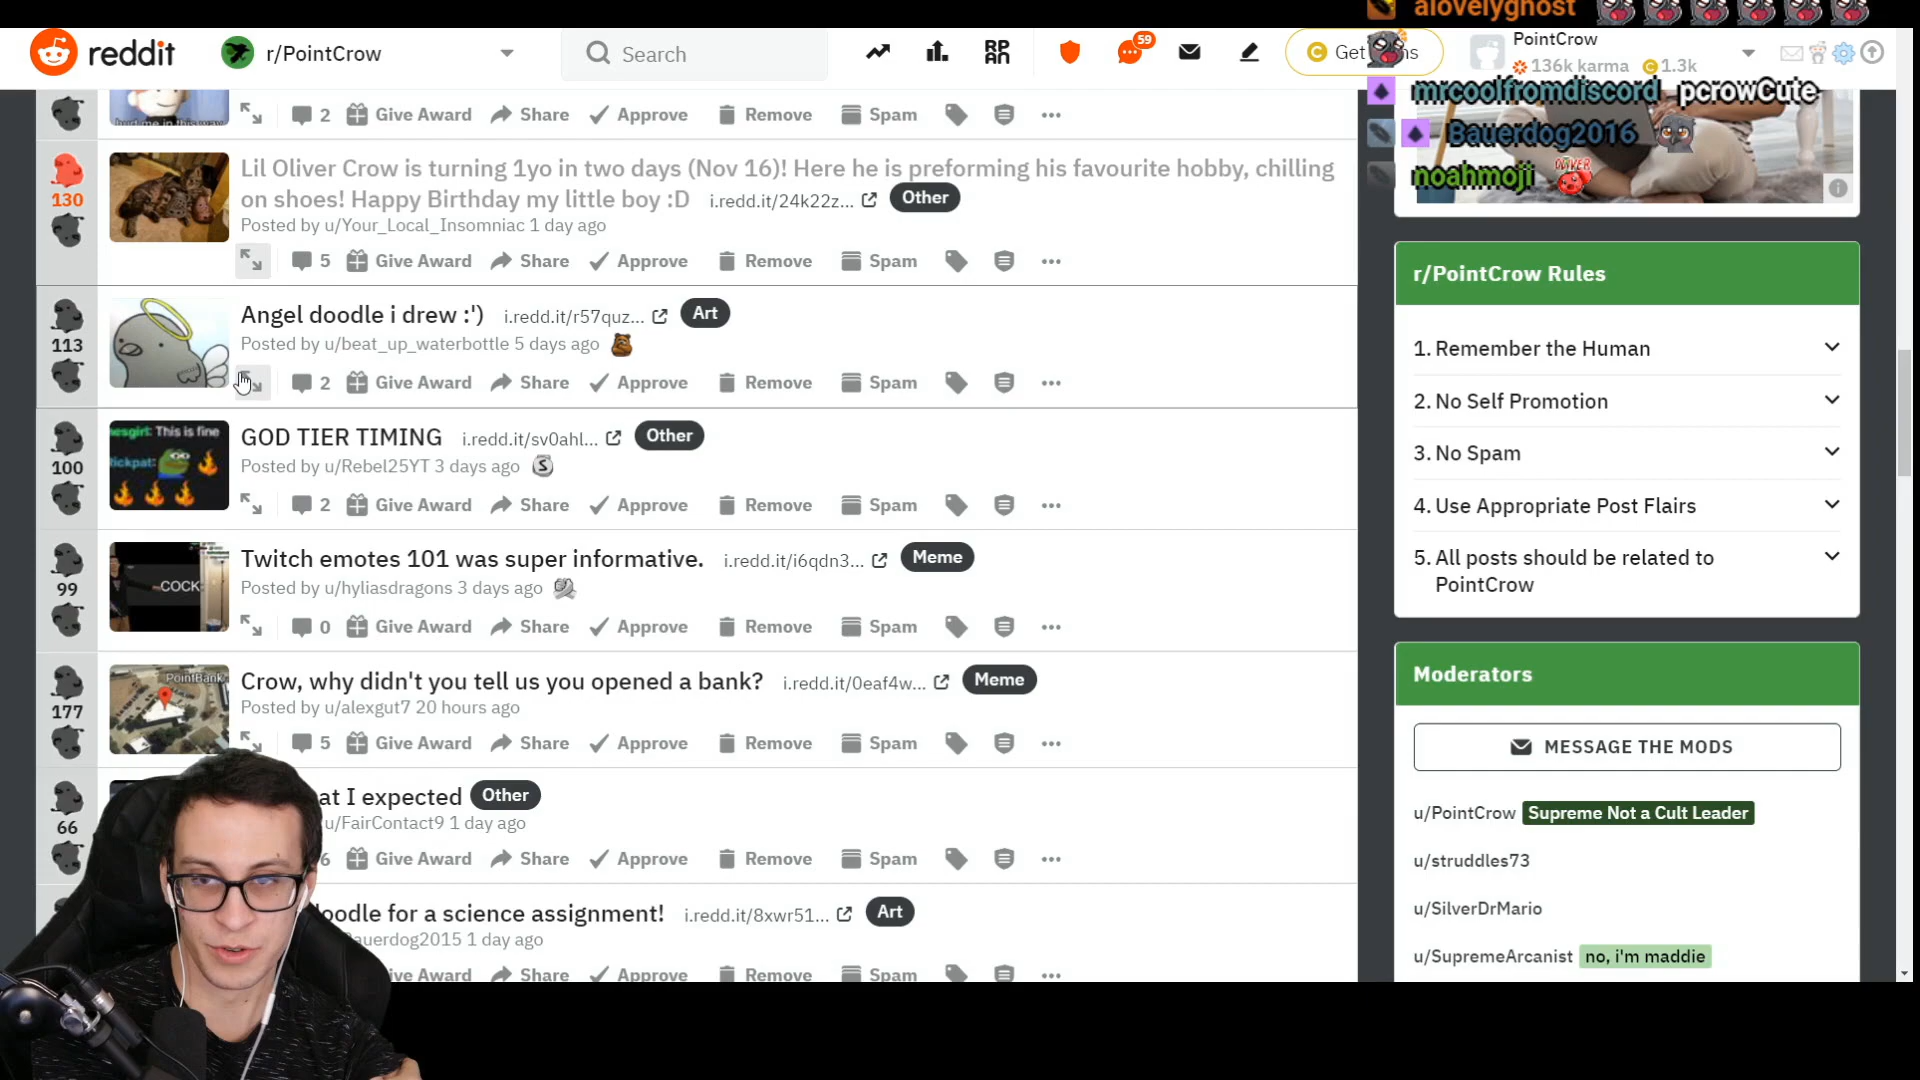 alovelyghost
reddit r/PointCrow Search RPAN 59 Get PointCrow
136k karma 1.3k
mrcoolfromdiscord pcrowCute
Bauerdog2016
noahmoji
2 Give Award Share Approve Remove Spam
130
Lil Oliver Crow is turning 1yo in two days (Nov 16)! Here he is preforming his favourite hobby, chilling
on shoes! Happy Birthday my little boy :D i.redd.it/24k22z... Other
Posted by u/Your_Local_Insomniac 1 day ago
5 Give Award Share Approve Remove Spam
113
Angel doodle i drew :') i.redd.it/r57quz... Art
Posted by u/beat_up_waterbottle 5 days ago
2 Give Award Share Approve Remove Spam
100
This is fine
GOD TIER TIMING i.redd.it/sv0ahl... Other
Posted by u/Rebel25YT 3 days ago
2 Give Award Share Approve Remove Spam
99
COCK
Twitch emotes 101 was super informative. i.redd.it/i6qdn3... Meme
Posted by u/hyliasdragons 3 days ago
0 Give Award Share Approve Remove Spam
177
PointBank
Crow, why didn't you tell us you opened a bank? i.redd.it/0eaf4w... Meme
Posted by u/alexgut7 20 hours ago
5 Give Award Share Approve Remove Spam
66
at I expected Other
u/FairContact9 1 day ago
6 Give Award Share Approve Remove Spam
oodle for a science assignment! i.redd.it/8xwr51... Art
auerdog2015 1 day ago
ive Award Share Approve Remove Spam
r/PointCrow Rules
1. Remember the Human
2. No Self Promotion
3. No Spam
4. Use Appropriate Post Flairs
5. All posts should be related to
PointCrow
Moderators
MESSAGE THE MODS
u/PointCrow Supreme Not a Cult Leader
u/struddles73
u/SilverDrMario
u/SupremeArcanist no, i'm maddie